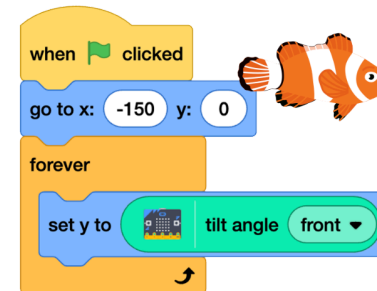 when clicked
go to x: -150 y: 0
forever
set y to tilt angle front